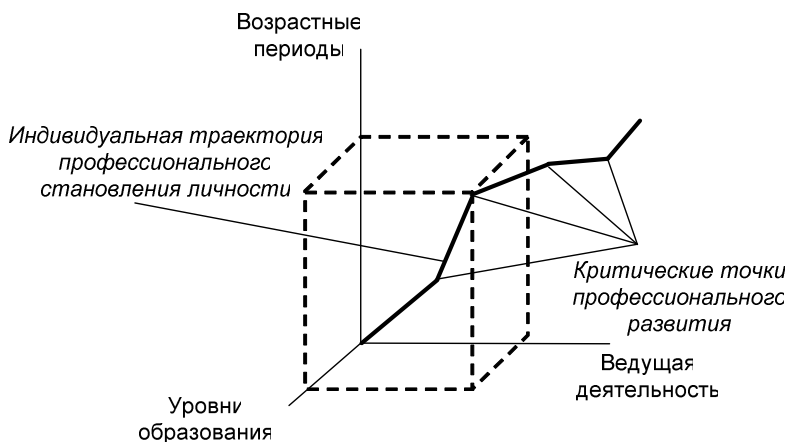 Возрастные
периоды
Индивидуальная траектория
профессионального
становления личности
Критические точки
профессионального
развития
Ведущая
деятельность
Уровни
образования